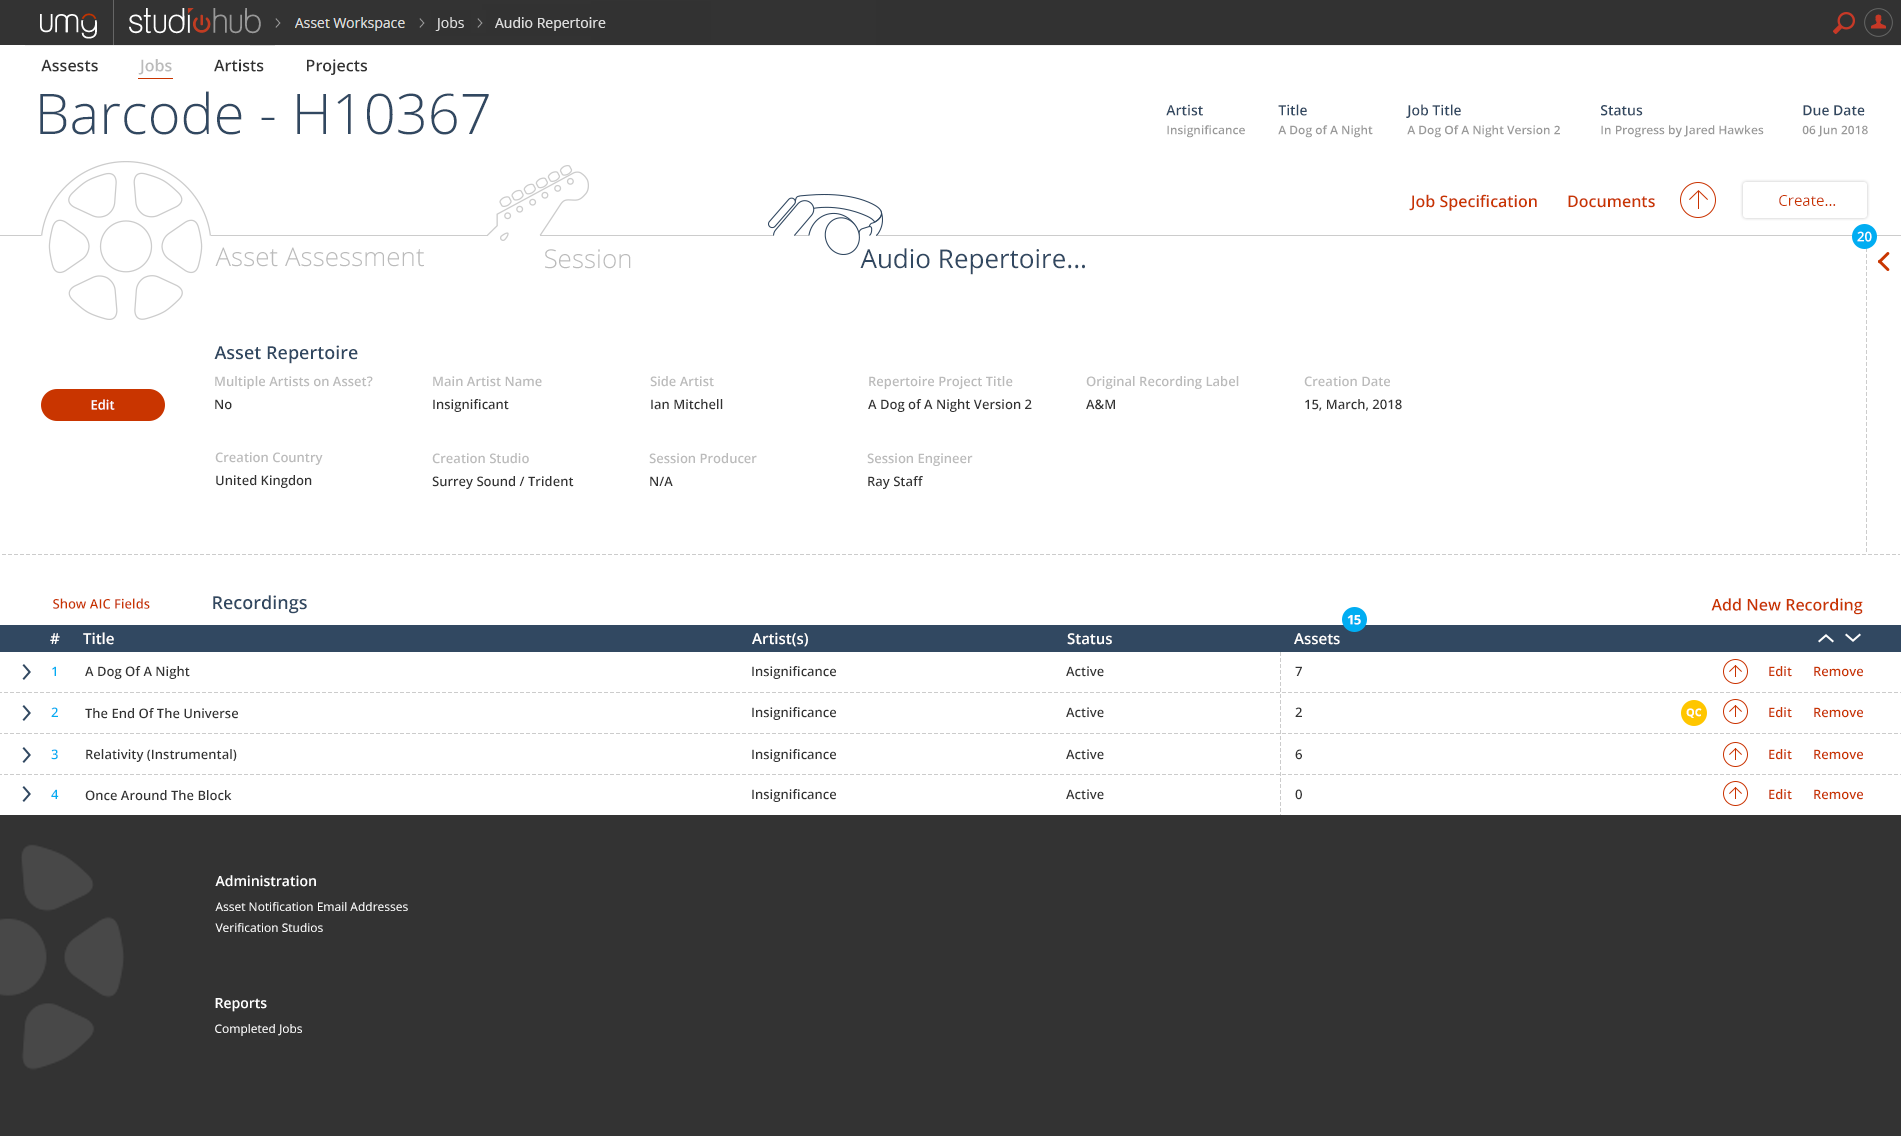 umg studiohub > Asset Workspace > Jobs > Audio Repertoire
Assests Jobs Artists Projects
Barcode - H10367
Artist Title Job Title Status Due Date
Insignificance A Dog of A Night A Dog Of A Night Version 2 In Progress by Jared Hawkes 06 Jun 2018
Job Specification Documents Create...
20
Asset Assessment Session Audio Repertoire...
Asset Repertoire
Multiple Artists on Asset? Main Artist Name Side Artist Repertoire Project Title Original Recording Label Creation Date
Edit No Insignificant Ian Mitchell A Dog of A Night Version 2 A&M 15, March, 2018
Creation Country Creation Studio Session Producer Session Engineer
United Kingdon Surrey Sound / Trident N/A Ray Staff
Show AIC Fields Recordings Add New Recording
15
# Title Artist(s) Status Assets
1 A Dog Of A Night Insignificance Active 7 Edit Remove
2 The End Of The Universe Insignificance Active 2 QC Edit Remove
3 Relativity (Instrumental) Insignificance Active 6 Edit Remove
4 Once Around The Block Insignificance Active 0 Edit Remove
Administration
Asset Notification Email Addresses
Verification Studios
Reports
Completed Jobs